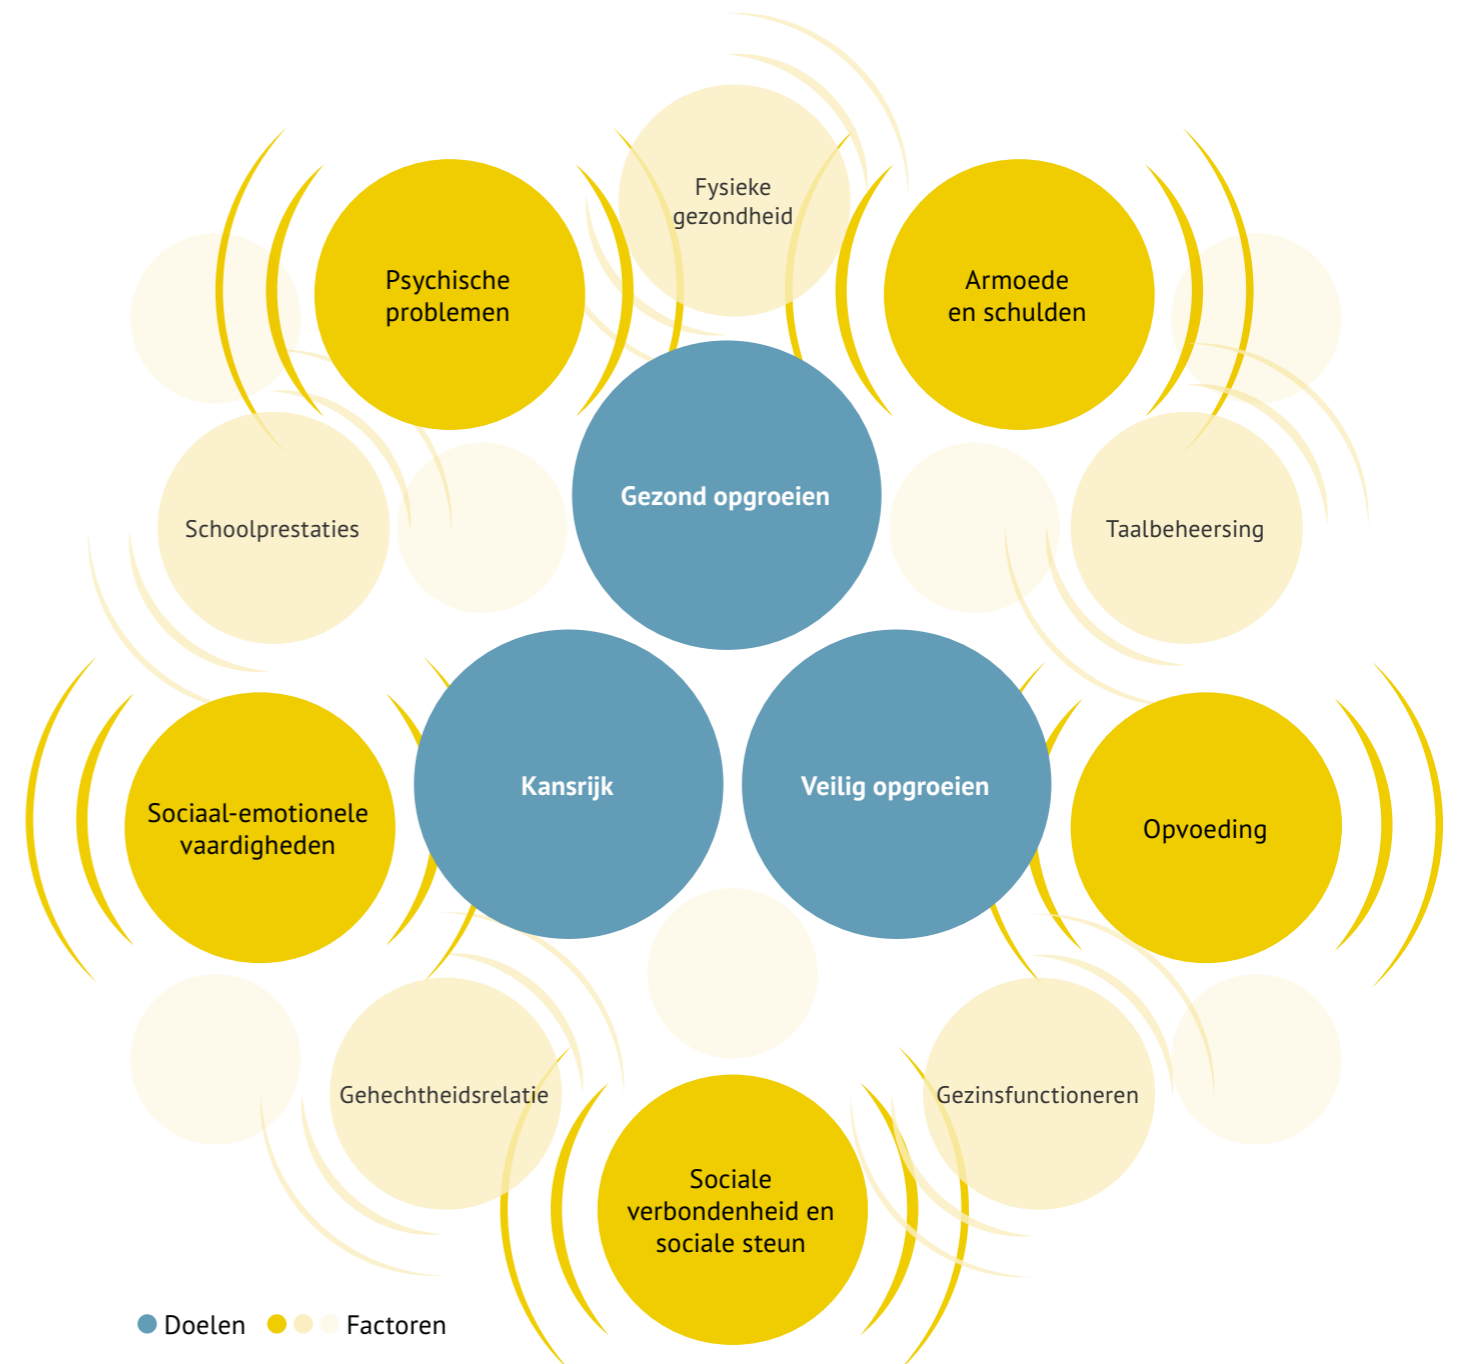 Fysieke
gezondheid
Psychische
problemen
Armoede
en schulden
Gezond opgroeien
Schoolprestaties
Taalbeheersing
Kansrijk
Veilig opgroeien
Sociaal-emotionele
vaardigheden
Opvoeding
Gehechtheidsrelatie
Gezinsfunctioneren
Sociale
verbondenheid en
sociale steun
Doelen
Factoren